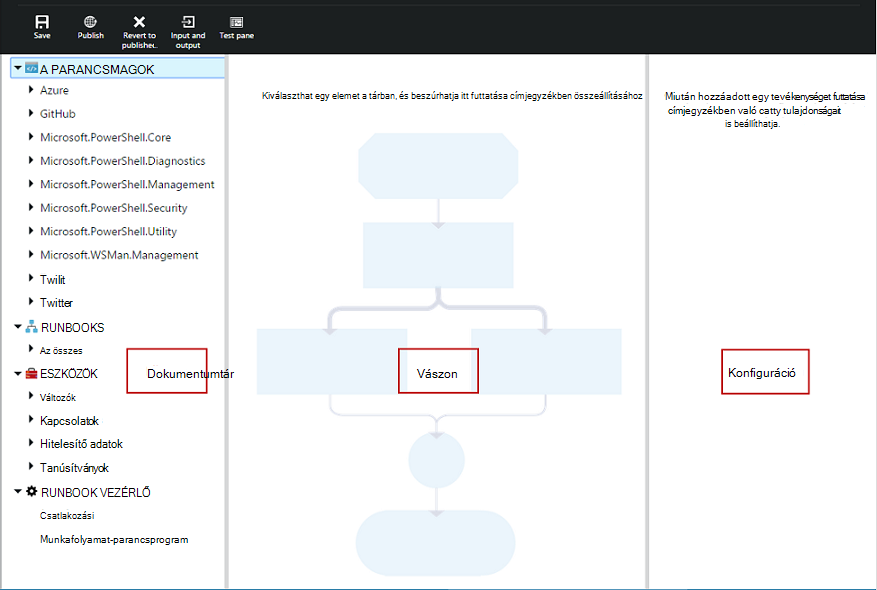 Save
Publish
Revert to
publishe..
Input and
output
Test pane
A PARANCSMAGOK
Azure
GitHub
Microsoft.PowerShell.Core
Microsoft.PowerShell.Diagnostics
Microsoft.PowerShell.Management
Microsoft.PowerShell.Security
Microsoft.PowerShell.Utility
Microsoft.WSMan.Management
Twilit
Twitter
RUNBOOKS
Az összes
ESZKÖZÖK
Változók
Kapcsolatok
Hitelesítő adatok
Tanúsítványok
RUNBOOK VEZÉRLŐ
Csatlakozási
Munkafolyamat-parancsprogram
Dokumentumtár
Kiválaszthat egy elemet a tárban, és beszúrhatja itt futtatása címjegyzékben összeállításához
Vászon
Miután hozzáadott egy tevékenységet futtatása
címjegyzékben való catty tulajdonságait
is beállíthatja.
Konfiguráció